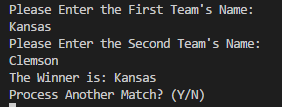 Please Enter the First Team's Name:
Kansas
Please Enter the Second Team's Name:
Clemson
The Winner is: Kansas
Process Another Match? (Y/N)